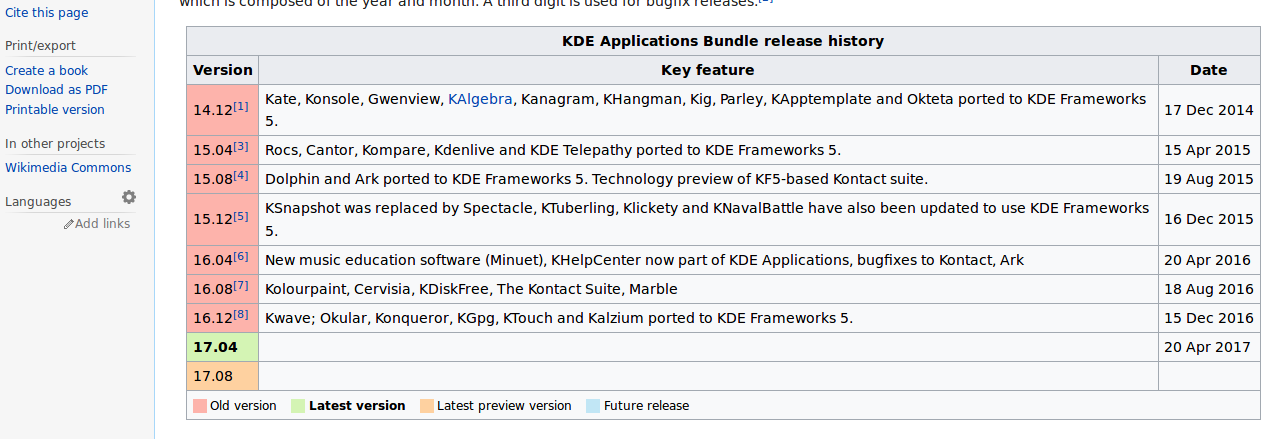 Cite this page
Print/export
Create a book
Download as PDF
Printable version
In other projects
Wikimedia Commons
Languages
Add links
which is composed of the year and month. A third digit is used for bugfix releases.
KDE Applications Bundle release history
Version Key feature Date
14.12[1] Kate, Konsole, Gwenview, KAlgebra, Kanagram, KHangman, Kig, Parley, KApptemplate and Okteta ported to KDE Frameworks
5. 17 Dec 2014
15.04[3] Rocs, Cantor, Kompare, Kdenlive and KDE Telepathy ported to KDE Frameworks 5. 15 Apr 2015
15.08[4] Dolphin and Ark ported to KDE Frameworks 5. Technology preview of KF5-based Kontact suite. 19 Aug 2015
15.12[5] KSnapshot was replaced by Spectacle, KTuberling, Klickety and KNavalBattle have also been updated to use KDE Frameworks
5. 16 Dec 2015
16.04[6] New music education software (Minuet), KHelpCenter now part of KDE Applications, bugfixes to Kontact, Ark 20 Apr 2016
16.08[7] Kolourpaint, Cervisia, KDiskFree, The Kontact Suite, Marble 18 Aug 2016
16.12[8] Kwave; Okular, Konqueror, KGpg, KTouch and Kalzium ported to KDE Frameworks 5. 15 Dec 2016
17.04 20 Apr 2017
17.08
Old version Latest version Latest preview version Future release